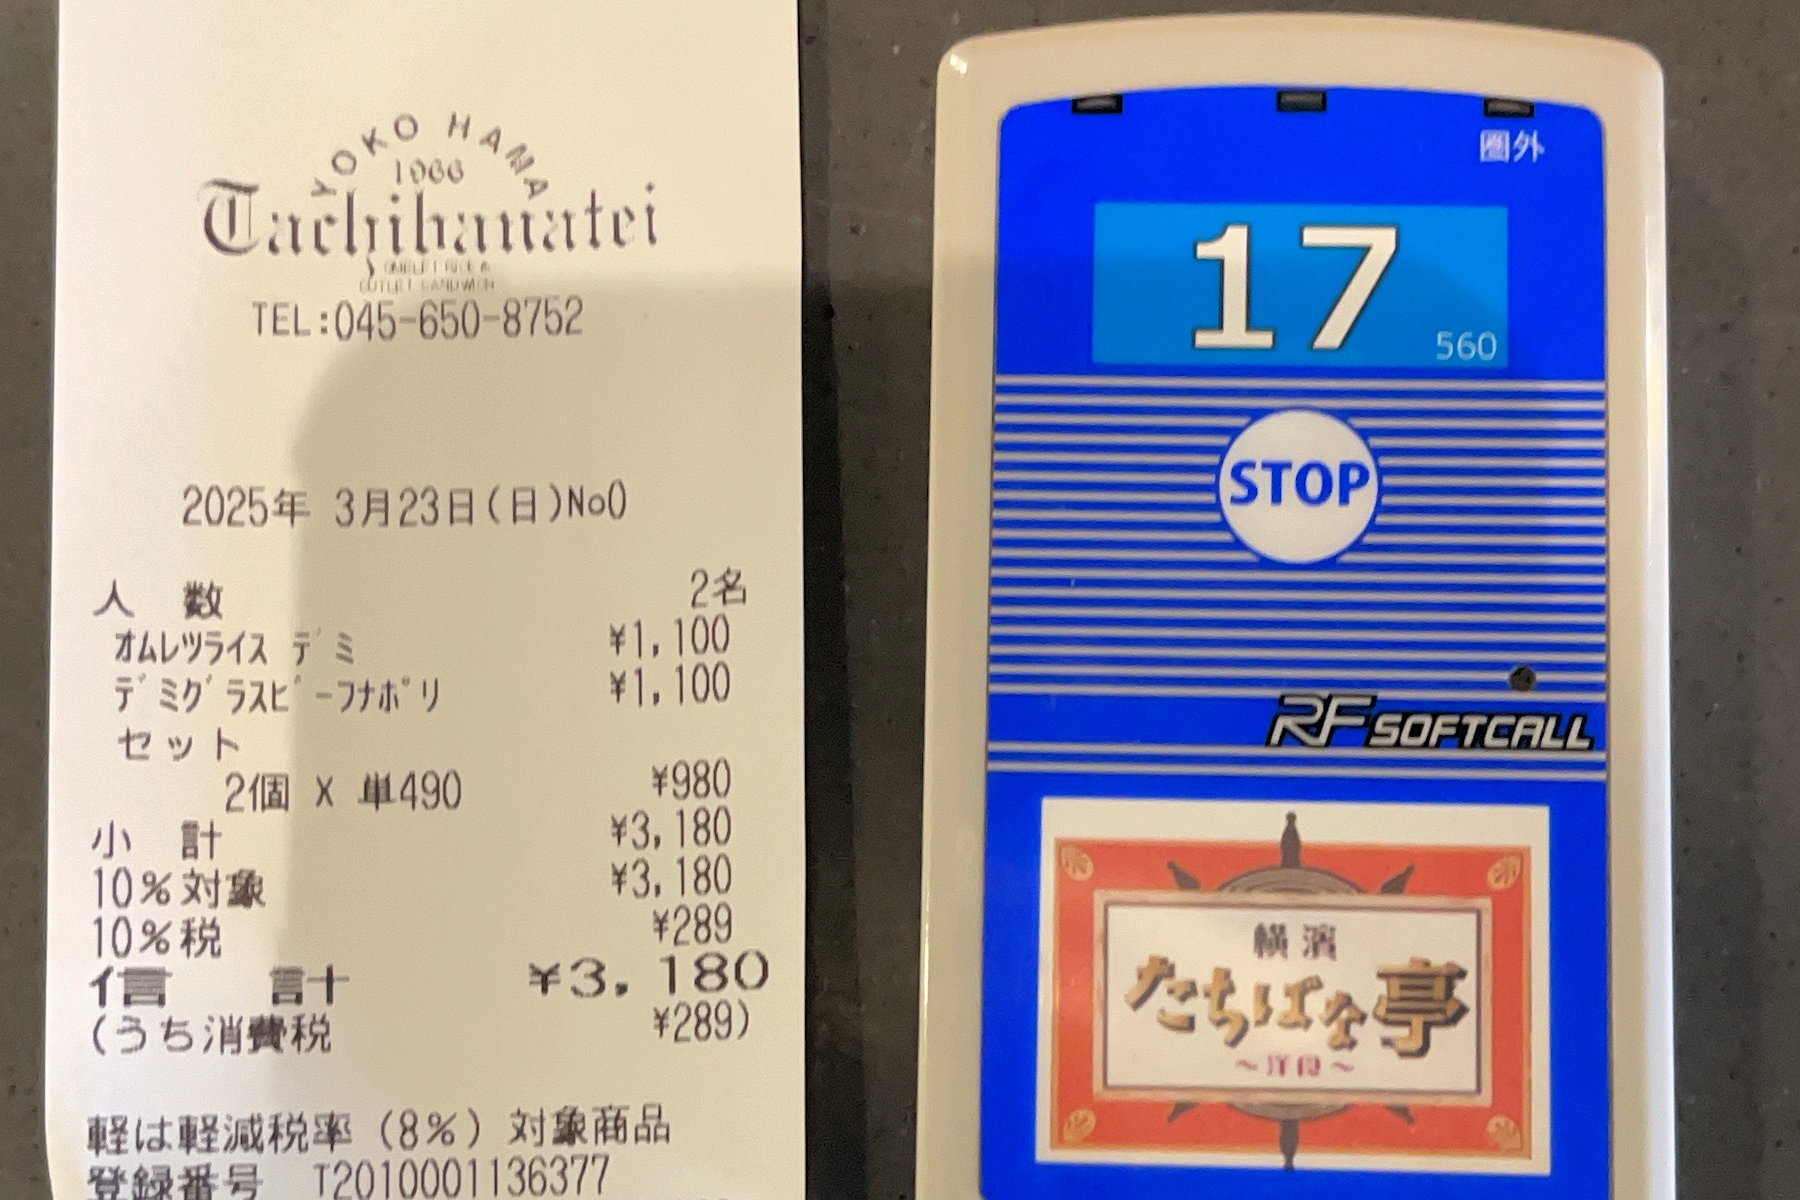 YOKOHAMA
1966
Tachibanatei
OMELET RICE &
CUTLET SANDWICH
TEL:045-650-8752
2025年 3月23日(日)No0
人 数 2名
オムレツライス デミ ¥1,100
デミグラスビーフナポリ ¥1,100
セット
2個 X 単490 ¥980
小 計 ¥3,180
10%対象 ¥3,180
10%税 ¥289
合 計 ¥3,180
(うち消費税 ¥289)
軽は軽減税率(8%)対象商品
登録番号 T2010001136377
圏外
17
560
STOP
RF SOFTCALL
横濱
たちばな亭